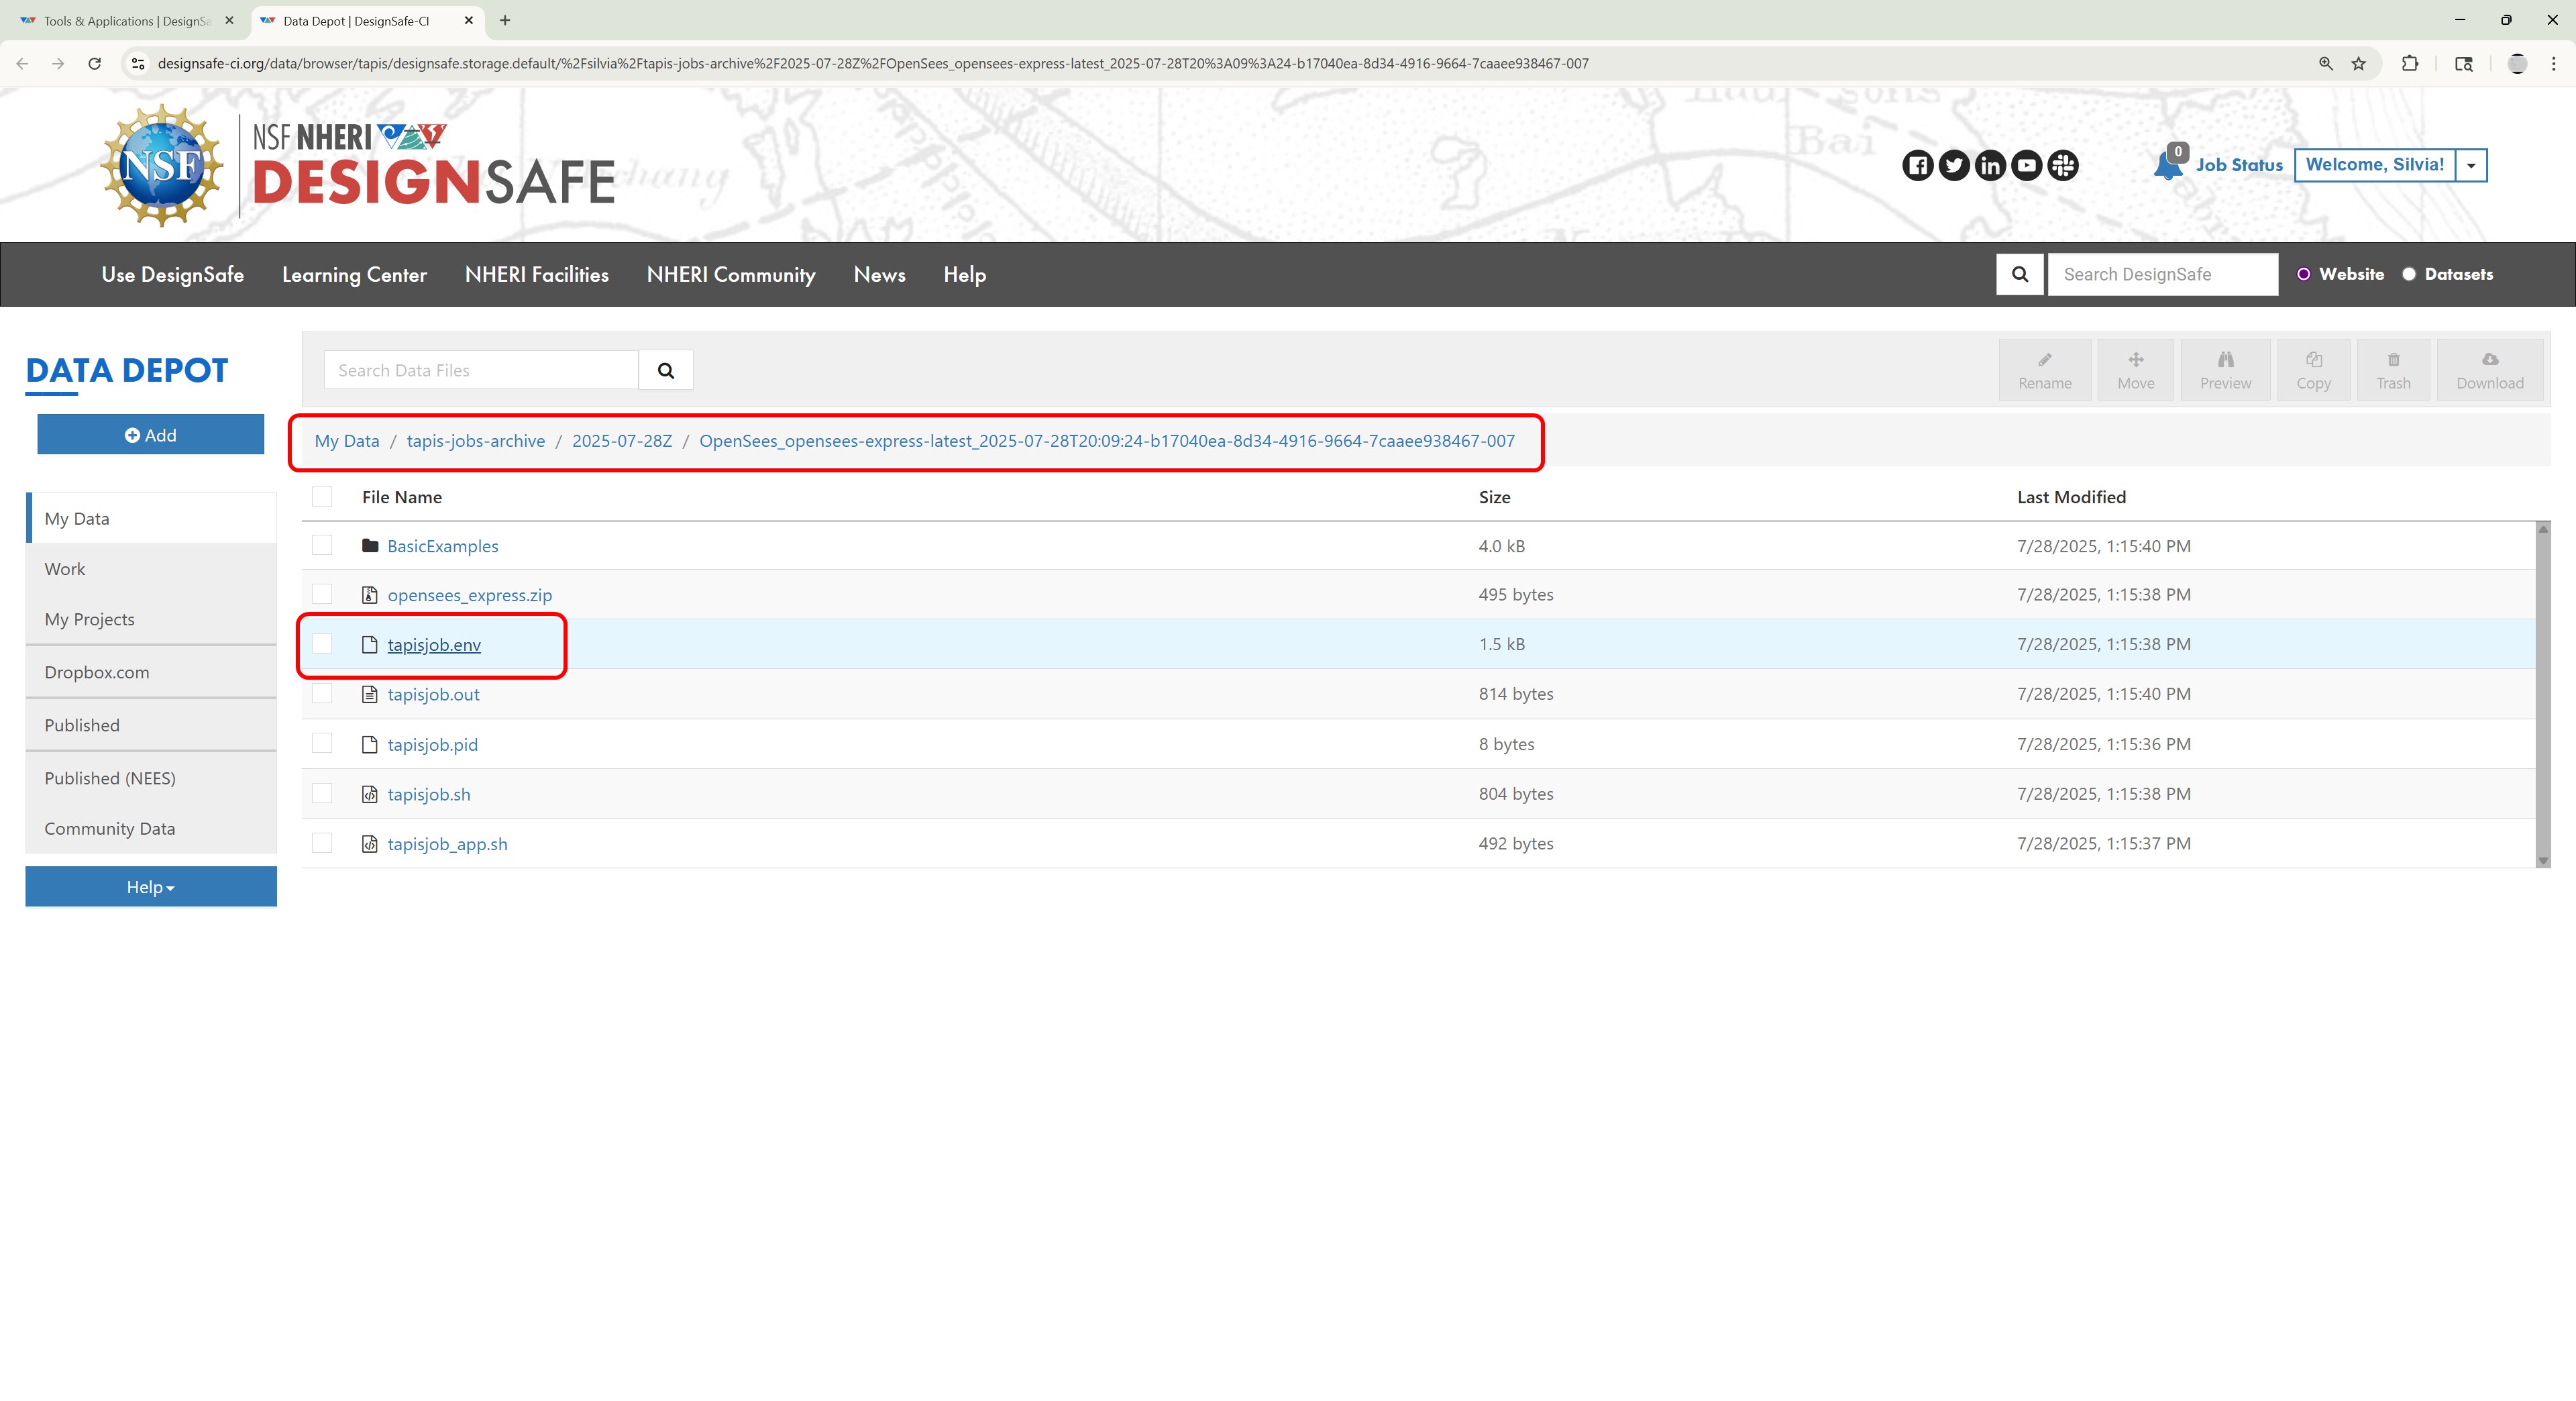 Tools & Applications | DesignSa
Data Depot | DesignSafe-CI
designsafe-ci.org/data/browser/tapis/designsafe.storage.default/%2Fsilvia%2Ftapis-jobs-archive%2F2025-07-28Z%2FOpenSees_opensees-express-latest_2025-07-28T20%3A09%3A24-b17040ea-8d34-4916-9664-7caaee938467-007
NSF
NSF NHERI
DESIGNSAFE
0
Job Status
Welcome, Silvia!
Use DesignSafe Learning Center NHERI Facilities NHERI Community News Help
Search DesignSafe
Website Datasets
DATA DEPOT
Search Data Files
Rename Move Preview Copy Trash Download
Add
My Data / tapis-jobs-archive / 2025-07-28Z / OpenSees_opensees-express-latest_2025-07-28T20:09:24-b17040ea-8d34-4916-9664-7caaee938467-007
My Data
Work
My Projects
Dropbox.com
Published
Published (NEES)
Community Data
Help
File Name Size Last Modified
BasicExamples 4.0 kB 7/28/2025, 1:15:40 PM
opensees_express.zip 495 bytes 7/28/2025, 1:15:38 PM
tapisjob.env 1.5 kB 7/28/2025, 1:15:38 PM
tapisjob.out 814 bytes 7/28/2025, 1:15:40 PM
tapisjob.pid 8 bytes 7/28/2025, 1:15:36 PM
tapisjob.sh 804 bytes 7/28/2025, 1:15:38 PM
tapisjob_app.sh 492 bytes 7/28/2025, 1:15:37 PM